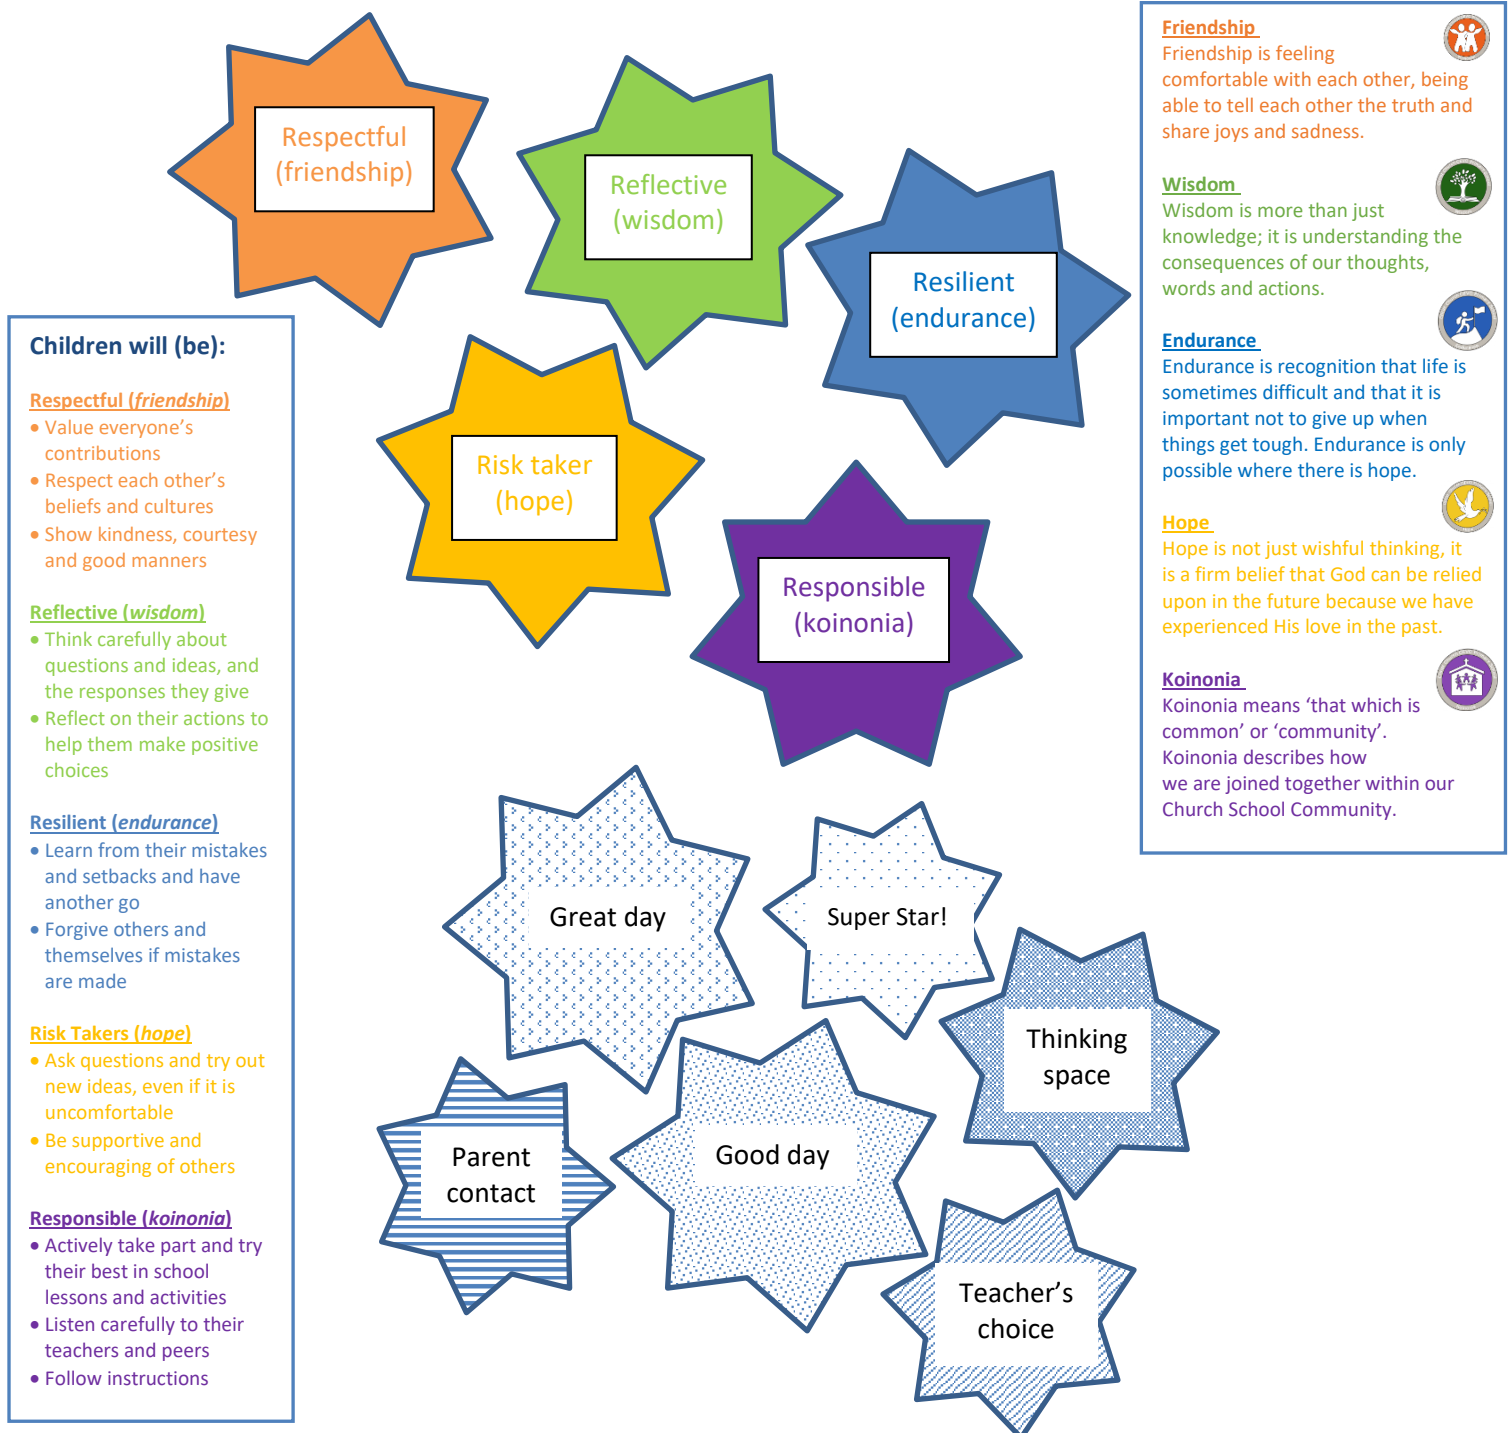 Respectful
(friendship)
Reflective
(wisdom)
Resilient
(endurance)
Risk taker
(hope)
Responsible
(koinonia)
Friendship
Friendship is feeling
comfortable with each other, being
able to tell each other the truth and
share joys and sadness.
Wisdom
Wisdom is more than just
knowledge; it is understanding the
consequences of our thoughts,
words and actions.
Endurance
Endurance is recognition that life is
sometimes difficult and that it is
important not to give up when
things get tough. Endurance is only
possible where there is hope.
Hope
Hope is not just wishful thinking, it
is a firm belief that God can be relied
upon in the future because we have
experienced His love in the past.
Koinonia
Koinonia means ‘that which is
common’ or ‘community’.
Koinonia describes how
we are joined together within our
Church School Community.
Children will (be):
Respectful (friendship)
• Value everyone’s
contributions
• Respect each other’s
beliefs and cultures
• Show kindness, courtesy
and good manners
Reflective (wisdom)
• Think carefully about
questions and ideas, and
the responses they give
• Reflect on their actions to
help them make positive
choices
Resilient (endurance)
• Learn from their mistakes
and setbacks and have
another go
• Forgive others and
themselves if mistakes
are made
Risk Takers (hope)
• Ask questions and try out
new ideas, even if it is
uncomfortable
• Be supportive and
encouraging of others
Responsible (koinonia)
• Actively take part and try
their best in school
lessons and activities
• Listen carefully to their
teachers and peers
• Follow instructions
Great day
Super Star!
Thinking
space
Parent
contact
Good day
Teacher’s
choice